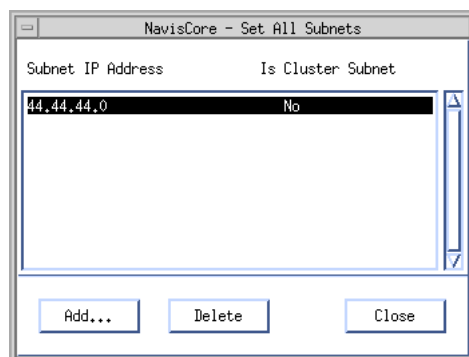 NavisCore - Set All Subnets
Subnet IP Address Is Cluster Subnet
44.44.44.0 No
Add... Delete Close